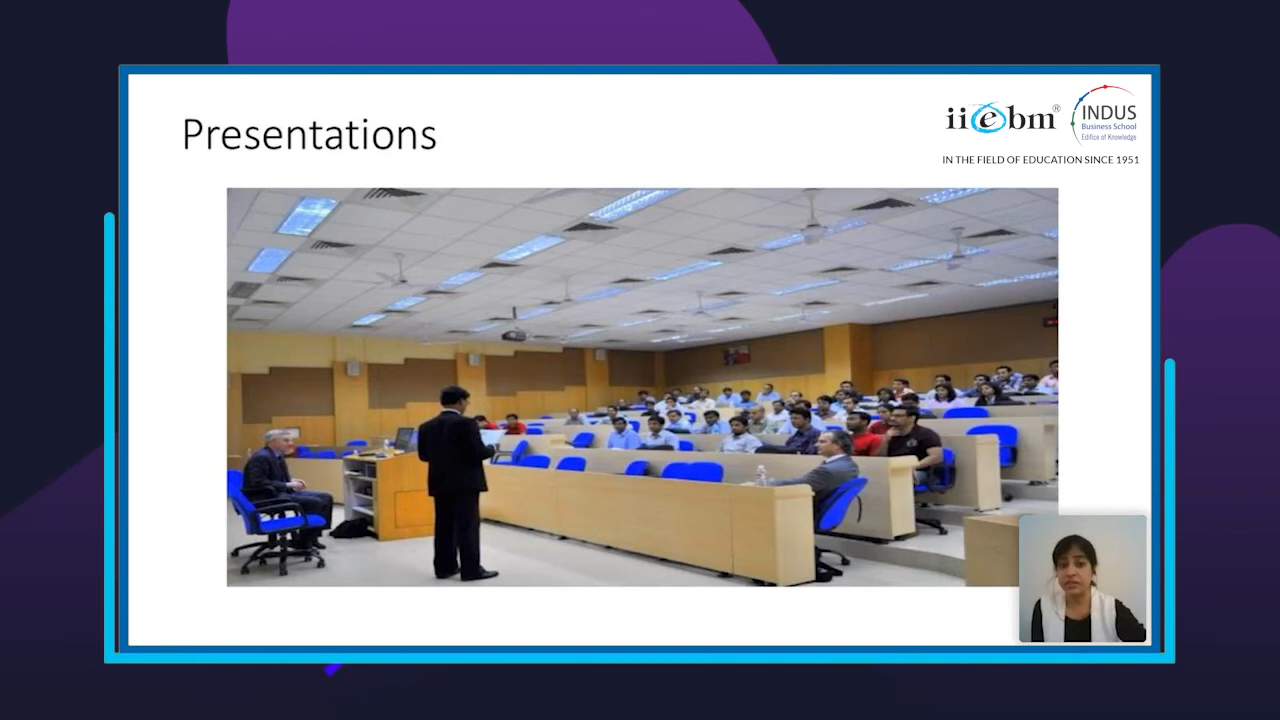 Presentations
iiebm®
INDUS
Business School
Edifice of Knowledge
IN THE FIELD OF EDUCATION SINCE 1951